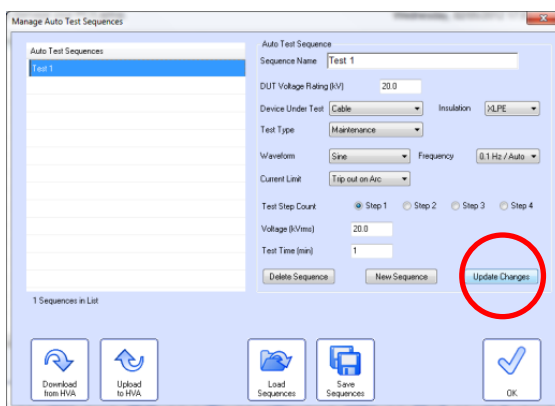 Manage Auto Test Sequences
Auto Test Sequences
Test 1
1 Sequences in List
Auto Test Sequence
Sequence Name Test 1
DUT Voltage Rating (kV) 20.0
Device Under Test Cable Insulation XLPE
Test Type Maintenance
Waveform Sine Frequency 0.1 Hz / Auto
Current Limit Trip out on Arc
Test Step Count Step 1 Step 2 Step 3 Step 4
Voltage (kVrms) 20.0
Test Time (min) 1
Delete Sequence New Sequence Update Changes
Download from HVA
Upload to HVA
Load Sequences
Save Sequences
OK